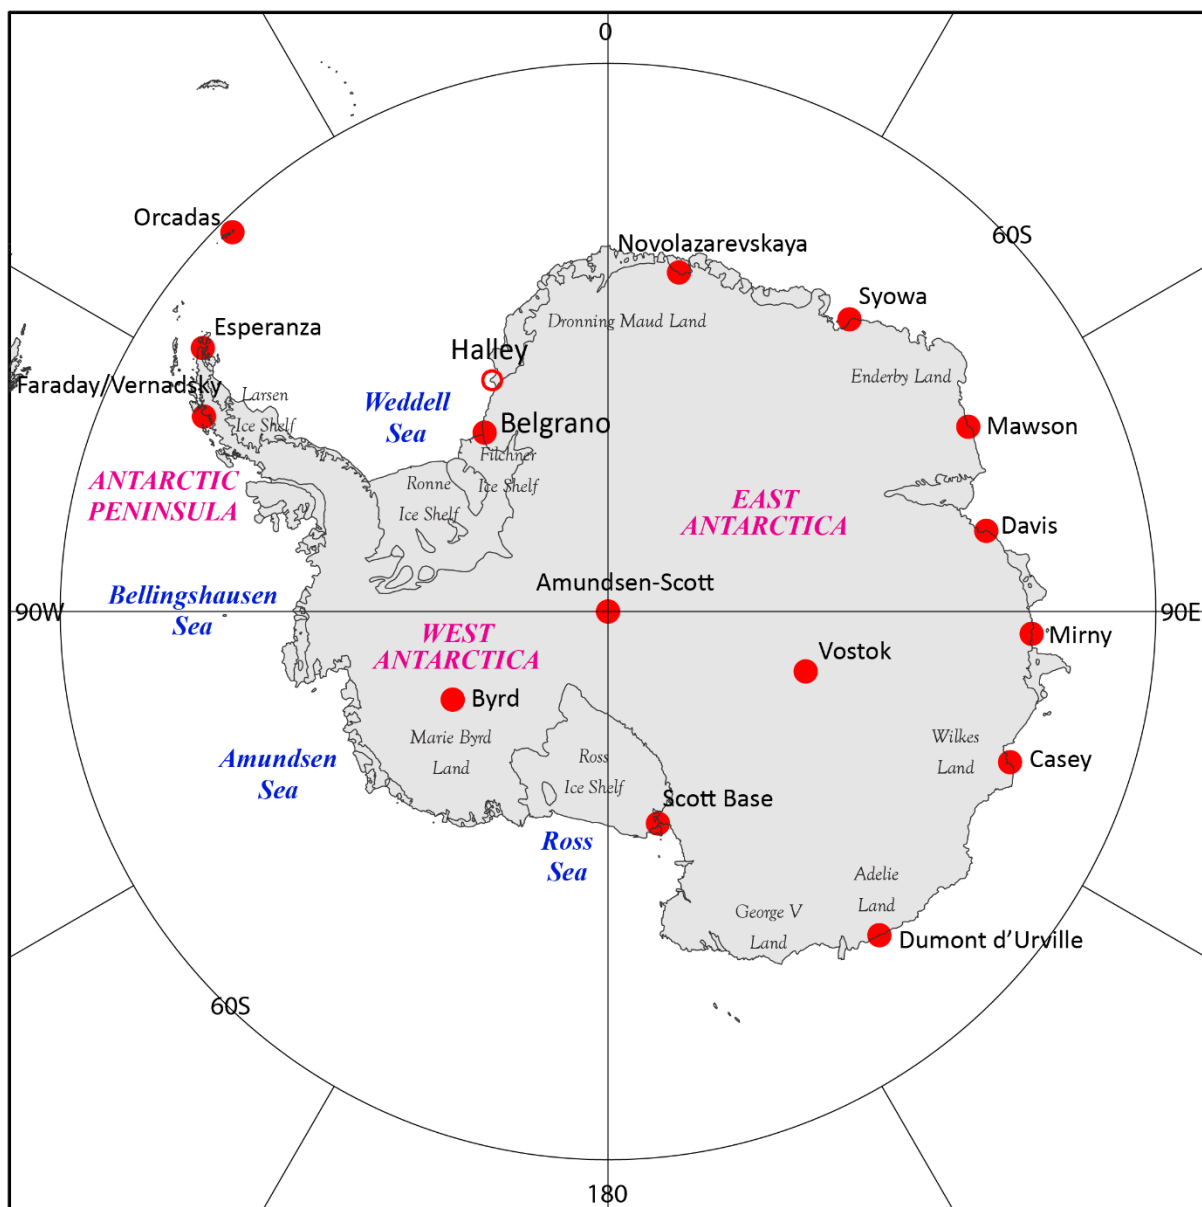 0
Orcadas
60S
Novolazarevskaya
Syowa
Esperanza
Dronning Maud Land
Halley
Faraday/Vernadsky
Larsen
Ice Shelf
Weddell
Sea
Enderby Land
Belgrano
Mawson
Filchner
Ice Shelf
ANTARCTIC
PENINSULA
Ronne
Ice Shelf
EAST
ANTARCTICA
Davis
Amundsen-Scott
Bellingshausen
Sea
90W
90E
WEST
ANTARCTICA
Mirny
Vostok
Byrd
Marie Byrd
Land
Wilkes
Land
Casey
Amundsen
Sea
Ross
Ice Shelf
Scott Base
Ross
Sea
Adelie
Land
George V
Land
Dumont d’Urville
60S
180